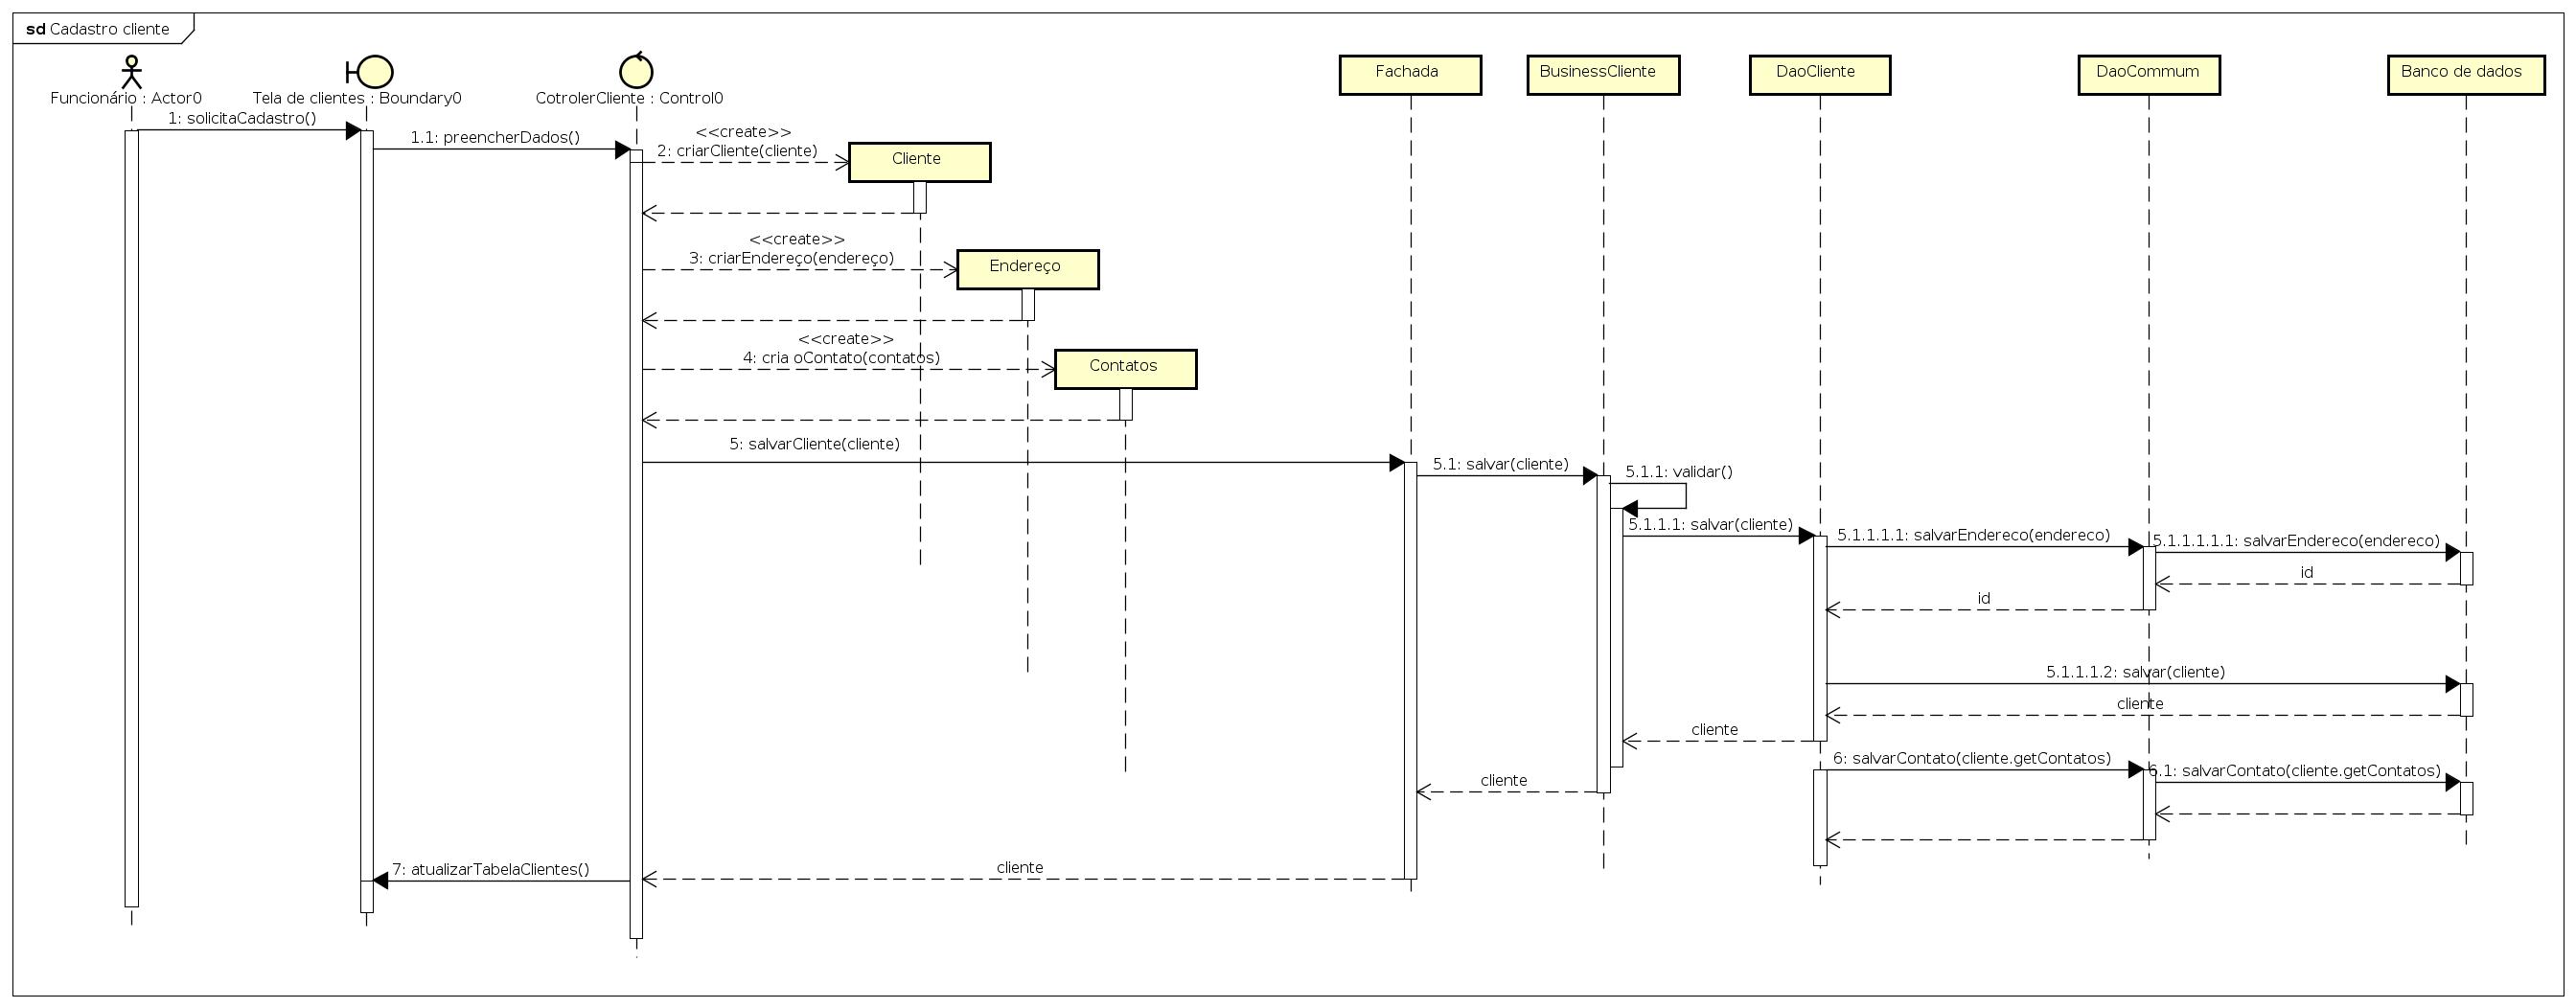 sd Cadastro cliente
Funcionário : Actor0
Tela de clientes : Boundary0
CotrolerCliente : Control0
Fachada
BusinessCliente
DaoCliente
DaoCommum
Banco de dados
1: solicitaCadastro()
1.1: preencherDados()
<<create>>
2: criarCliente(cliente)
Cliente
<<create>>
3: criarEndereço(endereço)
Endereço
<<create>>
4: cria oContato(contatos)
Contatos
5: salvarCliente(cliente)
5.1: salvar(cliente)
5.1.1: validar()
5.1.1.1: salvar(cliente)
5.1.1.1.1: salvarEndereco(endereco)
5.1.1.1.1.1: salvarEndereco(endereco)
id
id
5.1.1.1.2: salvar(cliente)
cliente
cliente
6: salvarContato(cliente.getContatos)
6.1: salvarContato(cliente.getContatos)
cliente
cliente
7: atualizarTabelaClientes()